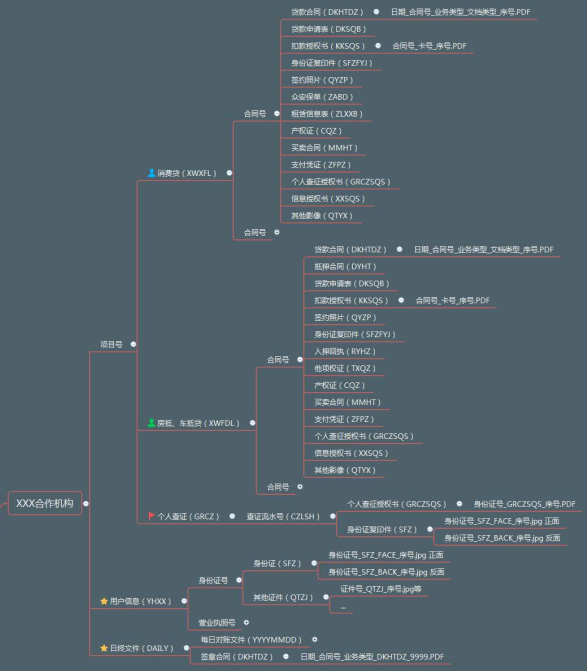 贷款合同（DKHTDZ）
日期_合同号_业务类型_文档类型_序号.PDF
贷款申请表（DKSQB）
扣款授权书（KKSQS）
合同号_卡号_序号.PDF
身份证复印件（SFZFYJ）
签约照片（QYZP）
众安保单（ZABD）
合同号
租赁信息表（ZLXXB）
产权证（CQZ）
买卖合同（MMHT）
支付凭证（ZFPZ）
消费贷（XWXFL）
个人查征授权书（GRCZSQS）
信息授权书（XXSQS）
其他影像（QTYX）
合同号
贷款合同（DKHTDZ）
日期_合同号_业务类型_文档类型_序号.PDF
抵押合同（DYHT）
贷款申请表（DKSQB）
扣款授权书（KKSQS）
合同号_卡号_序号.PDF
签约照片（QYZP）
身份证复印件（SFZFYJ）
项目号
入押回执（RYHZ）
合同号
他项权证（TXQZ）
产权证（CQZ）
买卖合同（MMHT）
房抵、车抵贷（XWFDL）
支付凭证（ZFPZ）
个人查征授权书（GRCZSQS）
信息授权书（XXSQS）
其他影像（QTYX）
合同号
XXX合作机构
个人查证（GRCZ）
查证流水号（CZLSH）
个人查征授权书（GRCZSQS）
身份证号_GRCZSQS_序号.PDF
身份证复印件（SFZ）
身份证号_SFZ_FACE_序号.jpg 正面
身份证号_SFZ_BACK_序号.jpg 反面
用户信息（YHXX）
身份证号
身份证（SFZ）
身份证号_SFZ_FACE_序号.jpg 正面
身份证号_SFZ_BACK_序号.jpg 反面
其他证件（QTZJ）
证件号_QTZJ_序号.jpg等
...
营业执照号
日终文件（DAILY）
每日对账文件（YYYYMMDD）
签章合同（DKHTDZ）
日期_合同号_业务类型_DKHTDZ_9999.PDF